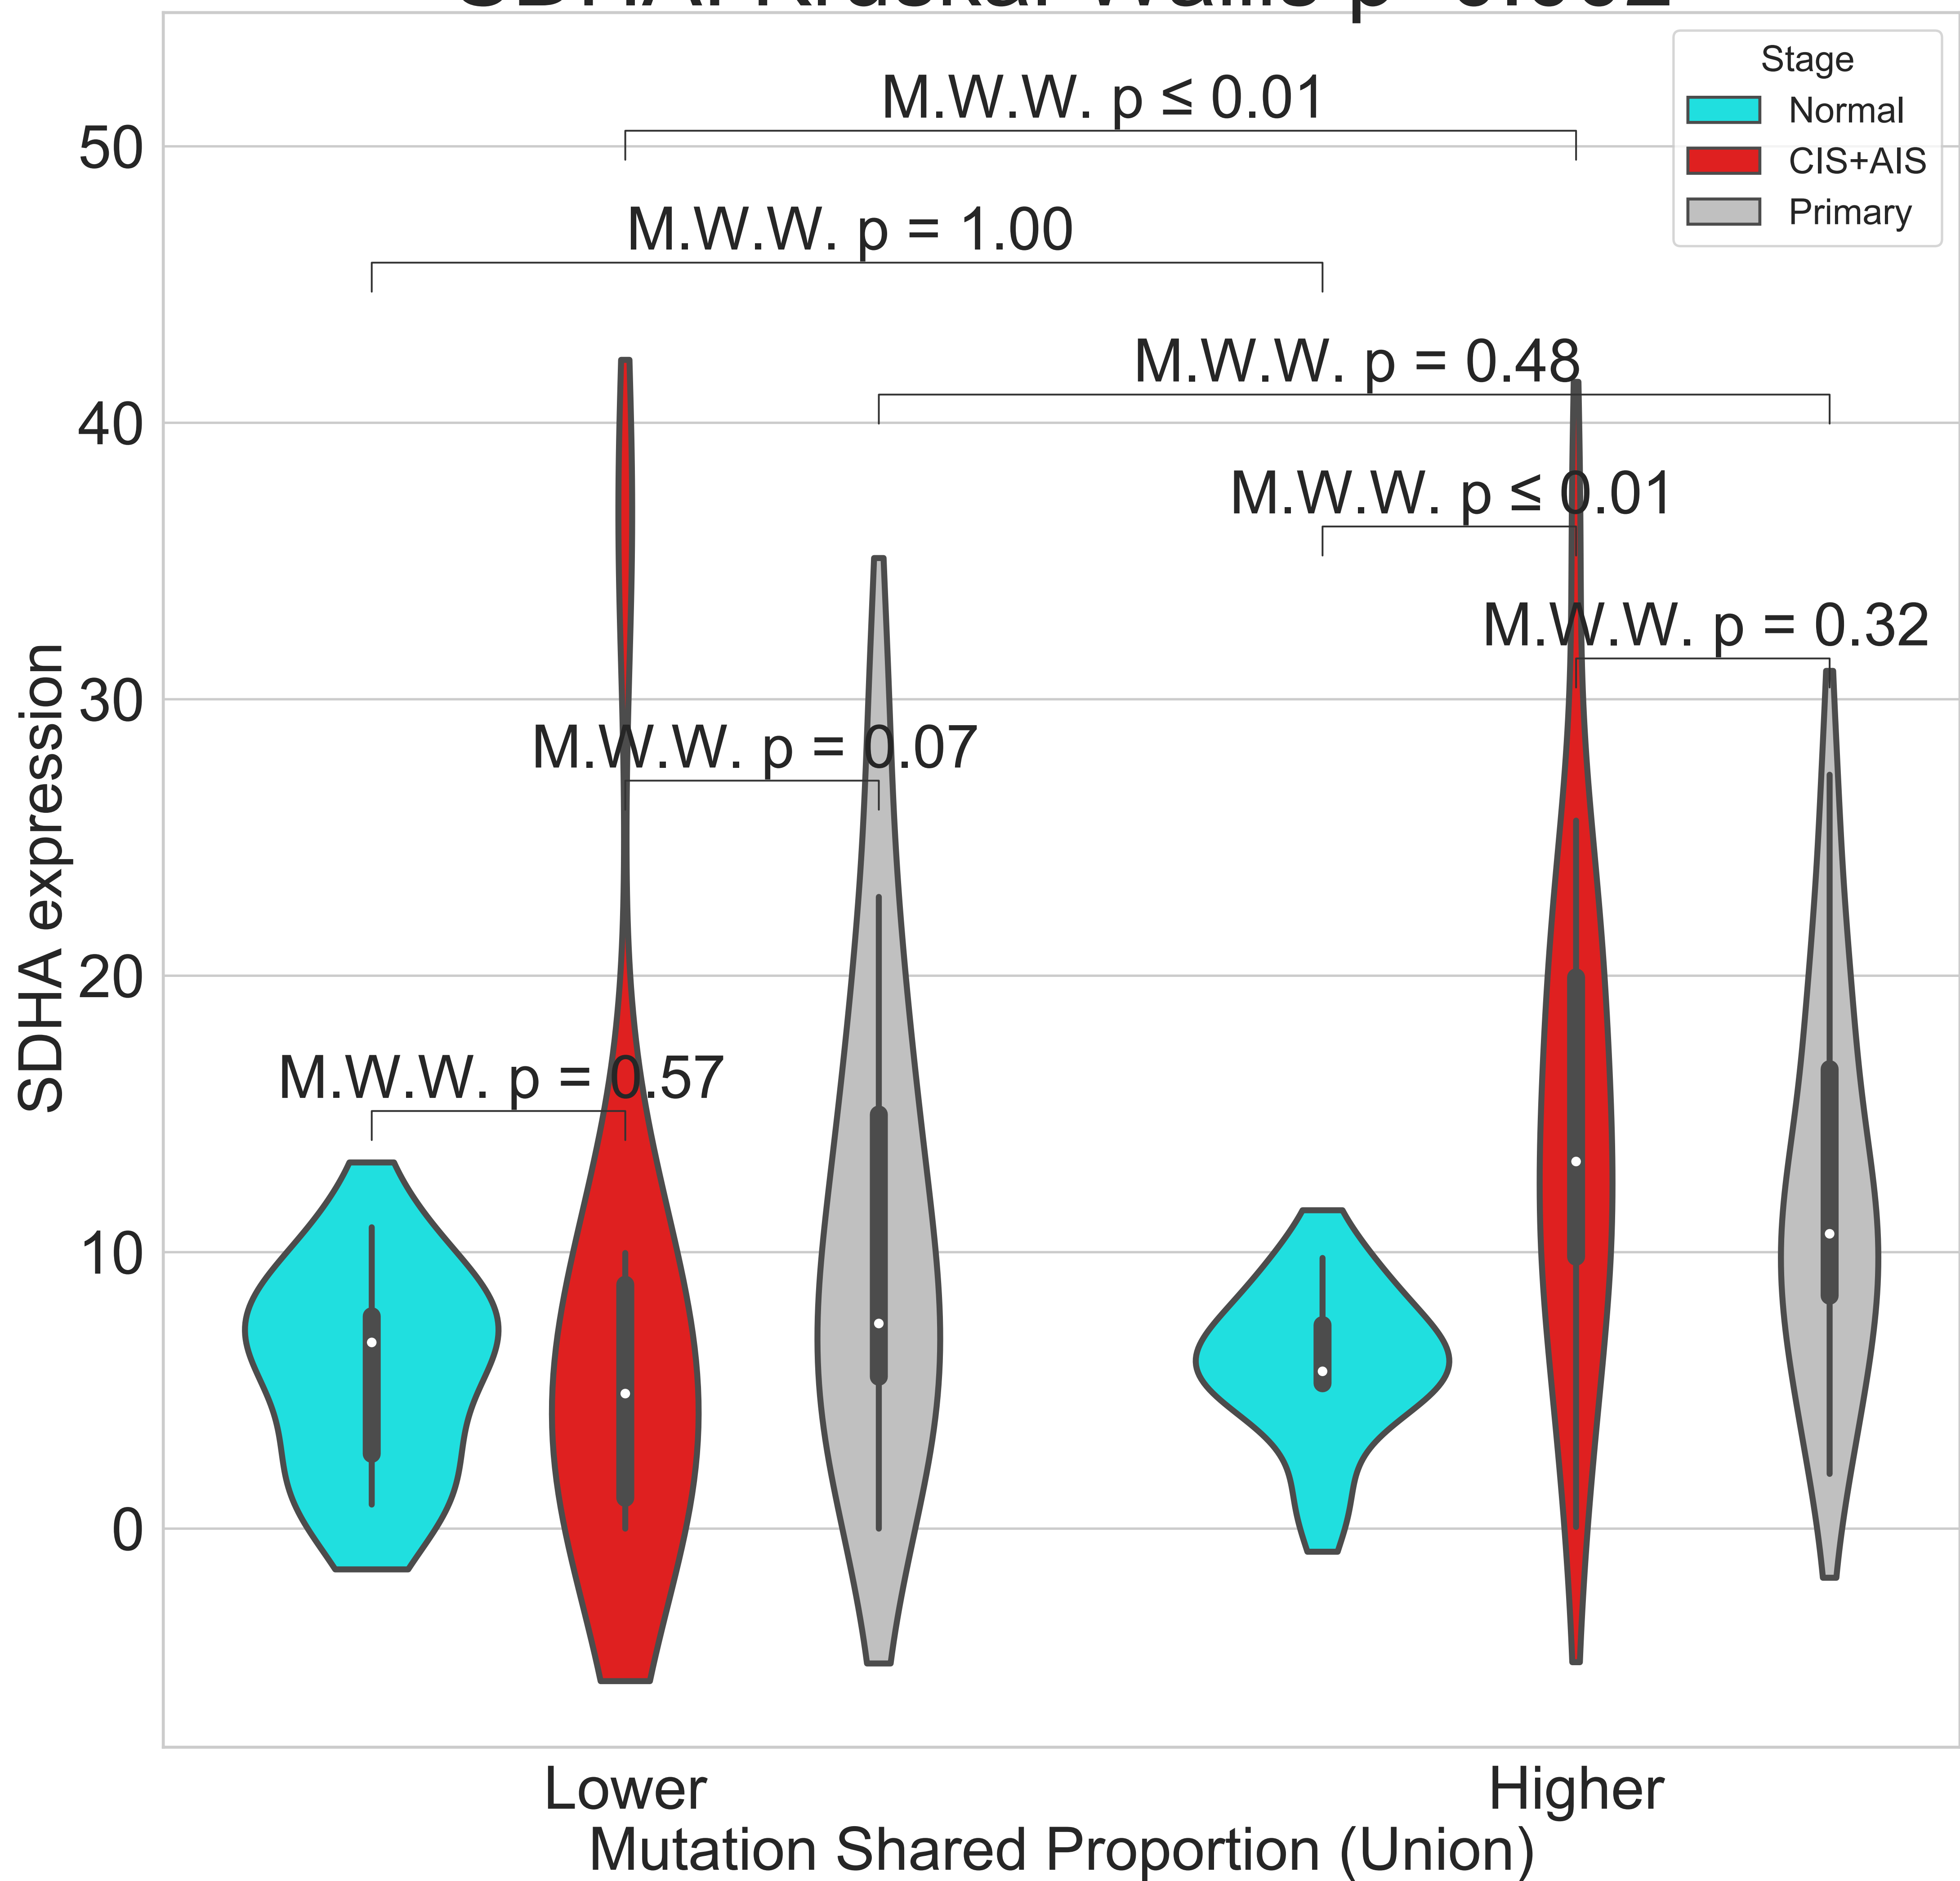 Stage
Normal
CIS+AIS
Primary
M.W.W. p ≤ 0.01
M.W.W. p = 1.00
M.W.W. p = 0.48
M.W.W. p ≤ 0.01
M.W.W. p = 0.32
M.W.W. p = 0.07
M.W.W. p = 0.57
50
40
30
20
10
0
SDHA expression
Lower
Higher
Mutation Shared Proportion (Union)